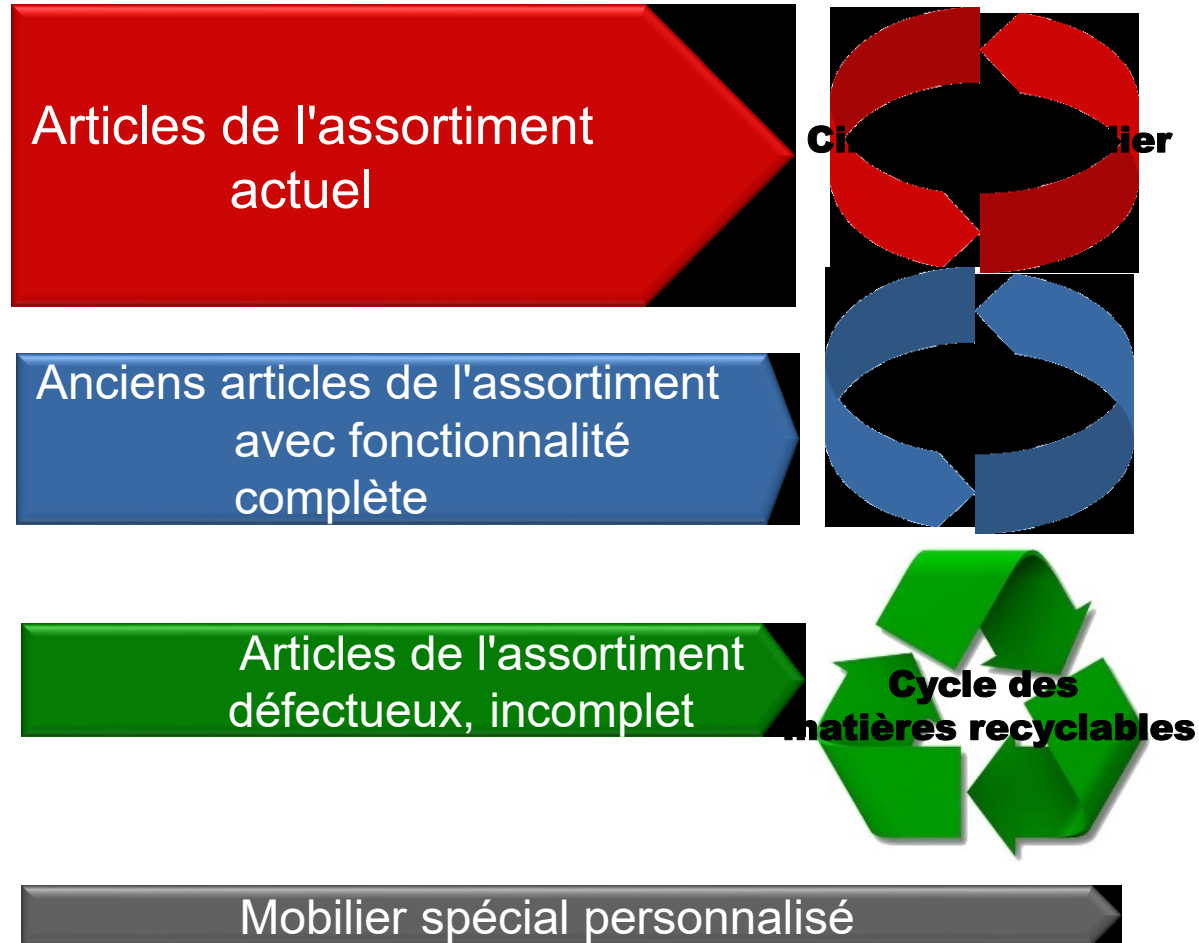 Articles de l'assortiment
actuel
Anciens articles de l'assortiment
avec fonctionnalité
complète
Articles de l'assortiment
défectueux, incomplet
Cycle des
matières recyclables
Mobilier spécial personnalisé